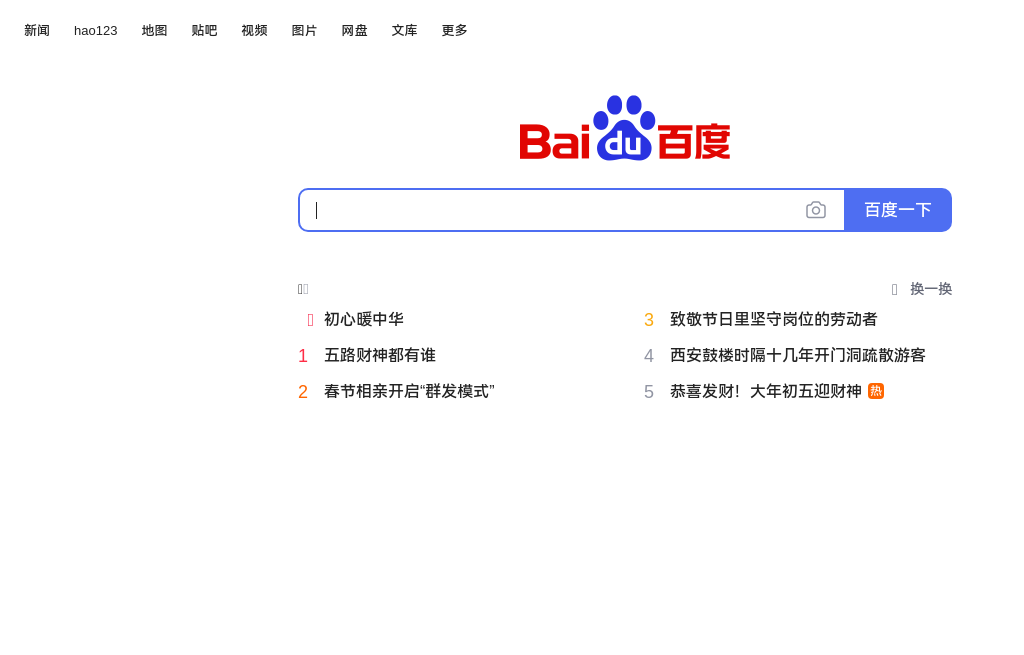 新闻 hao123 地图 贴吧 视频 图片 网盘 文库 更多
Bai du 百度
百度一下
换一换
初心暖中华
1 五路财神都有谁
2 春节相亲开启“群发模式”
3 致敬节日里坚守岗位的劳动者
4 西安鼓楼时隔十几年开门洞疏散游客
5 恭喜发财！大年初五迎财神 热